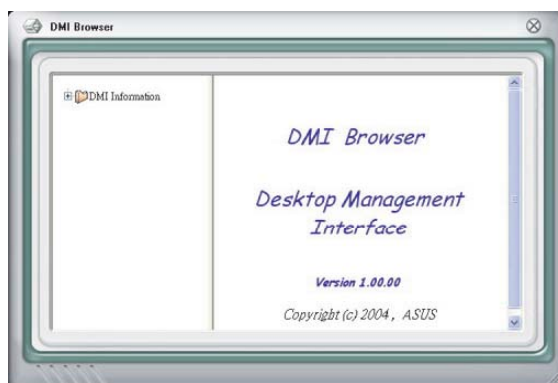 DMI Browser
DMI Information
DMI Browser
Desktop Management
Interface
Version 1.00.00
Copyright (c) 2004, ASUS